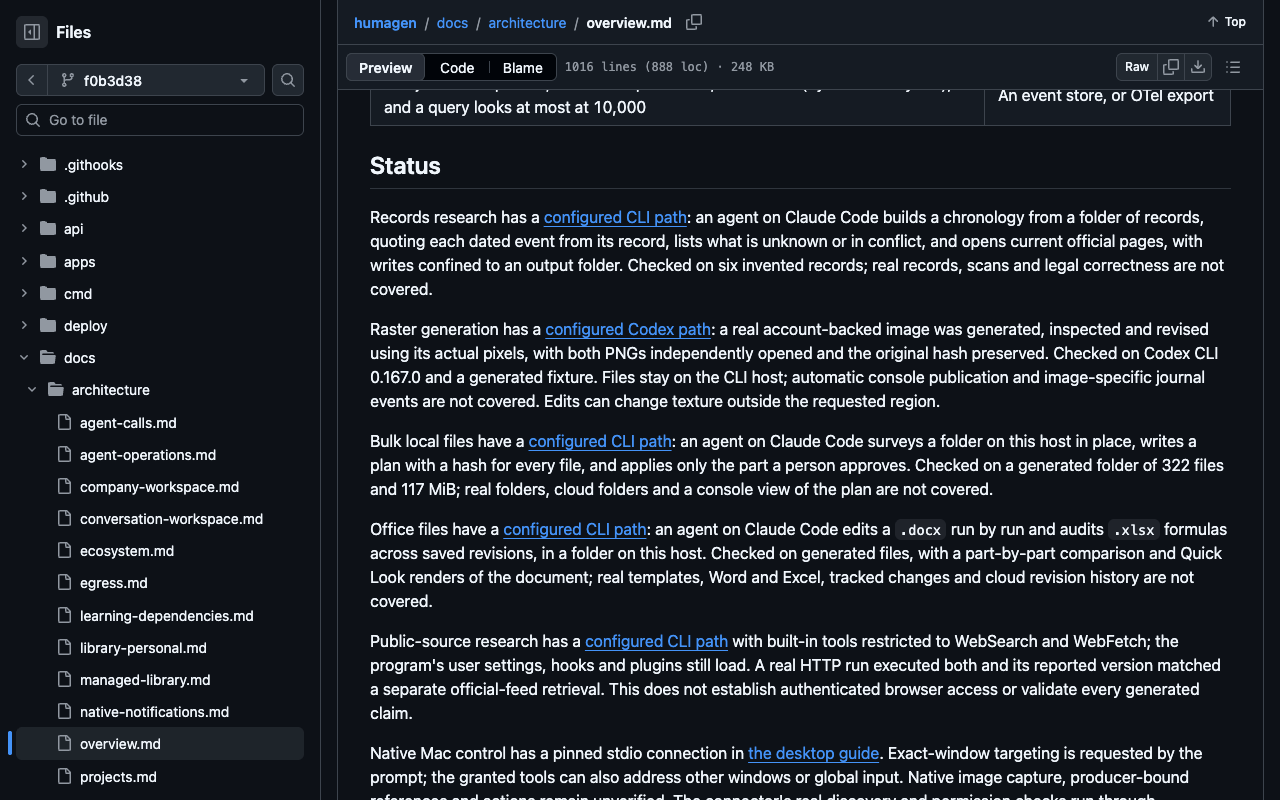 Files
f0b3d38
Go to file
.githooks
.github
api
apps
cmd
deploy
docs
architecture
agent-calls.md
agent-operations.md
company-workspace.md
conversation-workspace.md
ecosystem.md
egress.md
learning-dependencies.md
library-personal.md
managed-library.md
native-notifications.md
overview.md
projects.md
humagen / docs / architecture / overview.md
Top
Preview Code Blame 1016 lines (888 loc) · 248 KB
Raw
and a query looks at most at 10,000
An event store, or OTel export
Status
Records research has a configured CLI path: an agent on Claude Code builds a chronology from a folder of records,
quoting each dated event from its record, lists what is unknown or in conflict, and opens current official pages, with
writes confined to an output folder. Checked on six invented records; real records, scans and legal correctness are not
covered.
Raster generation has a configured Codex path: a real account-backed image was generated, inspected and revised
using its actual pixels, with both PNGs independently opened and the original hash preserved. Checked on Codex CLI
0.167.0 and a generated fixture. Files stay on the CLI host; automatic console publication and image-specific journal
events are not covered. Edits can change texture outside the requested region.
Bulk local files have a configured CLI path: an agent on Claude Code surveys a folder on this host in place, writes a
plan with a hash for every file, and applies only the part a person approves. Checked on a generated folder of 322 files
and 117 MiB; real folders, cloud folders and a console view of the plan are not covered.
Office files have a configured CLI path: an agent on Claude Code edits a .docx run by run and audits .xlsx formulas
across saved revisions, in a folder on this host. Checked on generated files, with a part-by-part comparison and Quick
Look renders of the document; real templates, Word and Excel, tracked changes and cloud revision history are not
covered.
Public-source research has a configured CLI path with built-in tools restricted to WebSearch and WebFetch; the
program's user settings, hooks and plugins still load. A real HTTP run executed both and its reported version matched
a separate official-feed retrieval. This does not establish authenticated browser access or validate every generated
claim.
Native Mac control has a pinned stdio connection in the desktop guide. Exact-window targeting is requested by the
prompt; the granted tools can also address other windows or global input. Native image capture, producer-bound
references and actions remain unverified. The connector's real discovery and permission checks run through